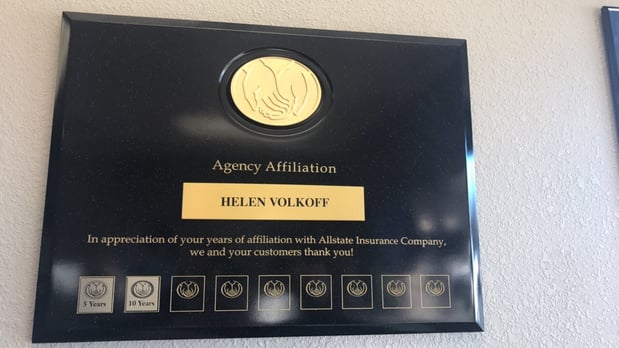 Agency Affiliation
HELEN VOLKOFF
In appreciation of your years of affiliation with Allstate Insurance Company,
we and your customers thank you!
5 Years 10 Years